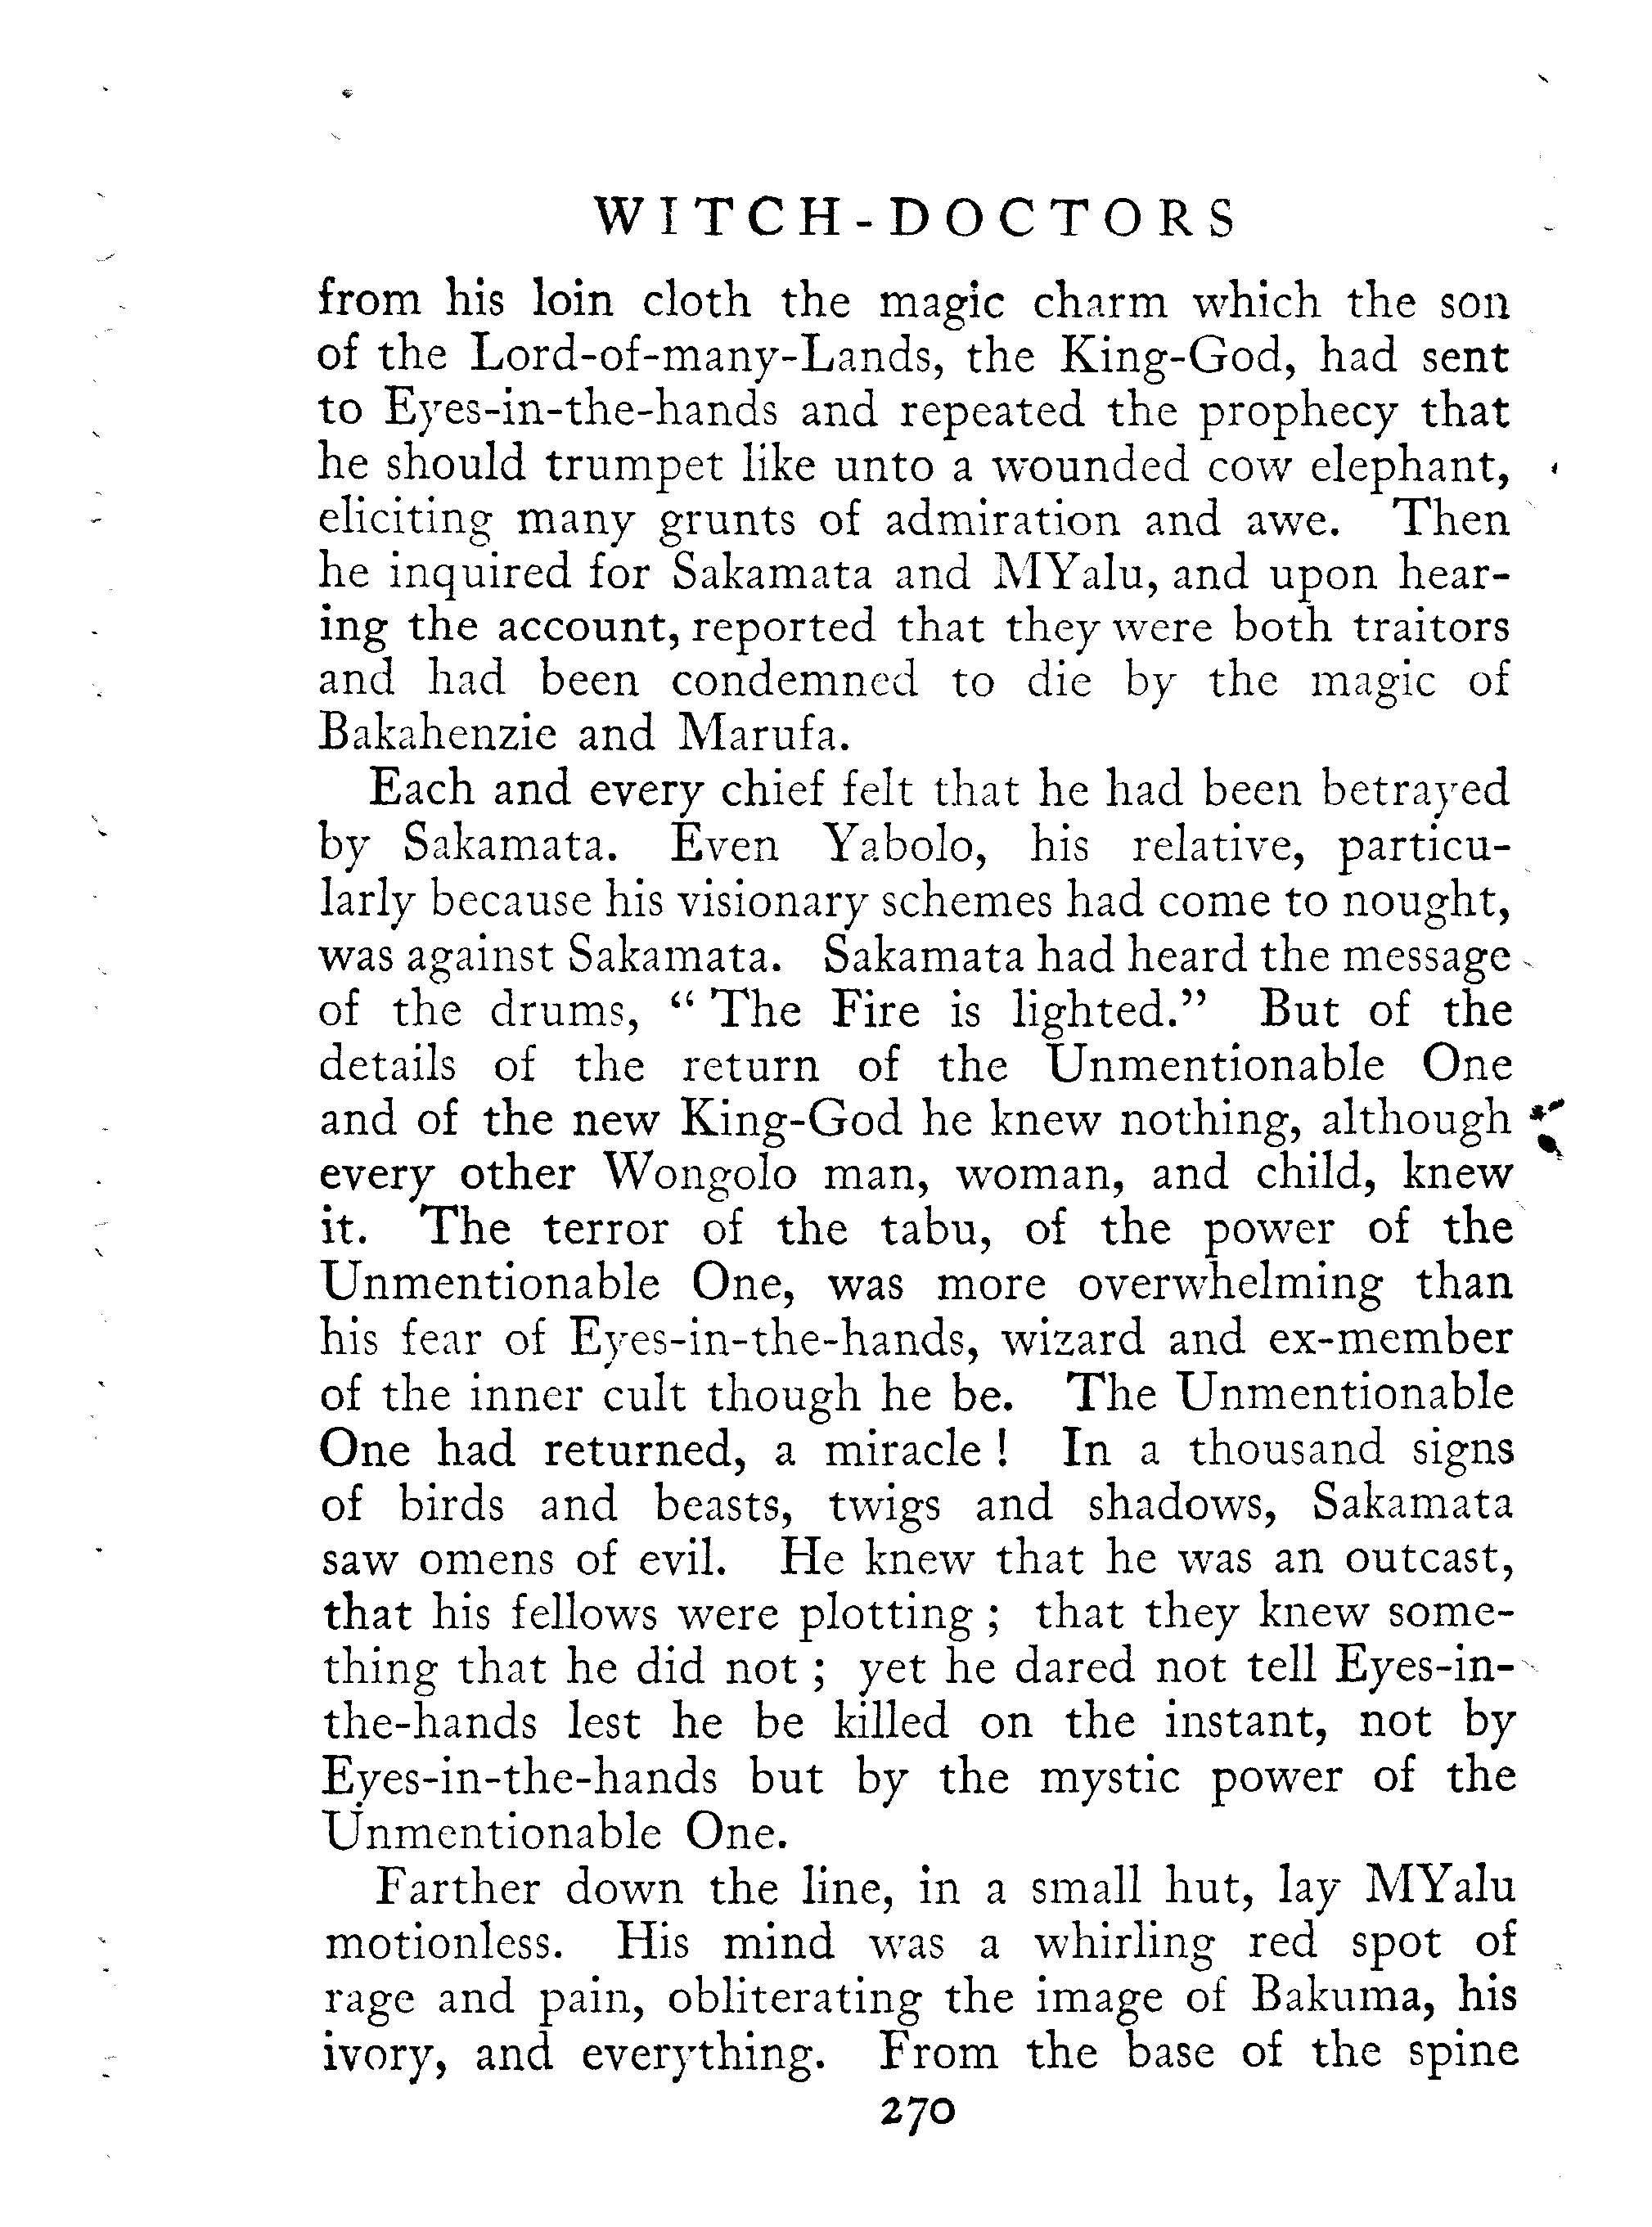 WITCH-DOCTORS
from his loin cloth the magic charm which the son
of the Lord-of-many-Lands, the King-God, had sent
to Eyes-in-the-hands and repeated the prophecy that
he should trumpet like unto a wounded cow elephant,
eliciting many grunts of admiration and awe. Then
he inquired for Sakamata and MYalu, and upon hear-
ing the account, reported that they were both traitors
and had been condemned to die by the magic of
Bakahenzie and Marufa.
Each and every chief felt that he had been betrayed
by Sakamata. Even Yabolo, his relative, particu-
larly because his visionary schemes had come to nought,
was against Sakamata. Sakamata had heard the message
of the drums, “ The Fire is lighted.” But of the
details of the return of the Unmentionable One
and of the new King-God he knew nothing, although
every other Wongolo man, woman, and child, knew
it. The terror of the tabu, of the power of the
Unmentionable One, was more overwhelming than
his fear of Eyes-in-the-hands, wizard and ex-member
of the inner cult though he be. The Unmentionable
One had returned, a miracle ! In a thousand signs
of birds and beasts, twigs and shadows, Sakamata
saw omens of evil. He knew that he was an outcast,
that his fellows were plotting ; that they knew some-
thing that he did not ; yet he dared not tell Eyes-in-
the-hands lest he be killed on the instant, not by
Eyes-in-the-hands but by the mystic power of the
Unmentionable One.
Farther down the line, in a small hut, lay MYalu
motionless. His mind was a whirling red spot of
rage and pain, obliterating the image of Bakuma, his
ivory, and everything. From the base of the spine
270